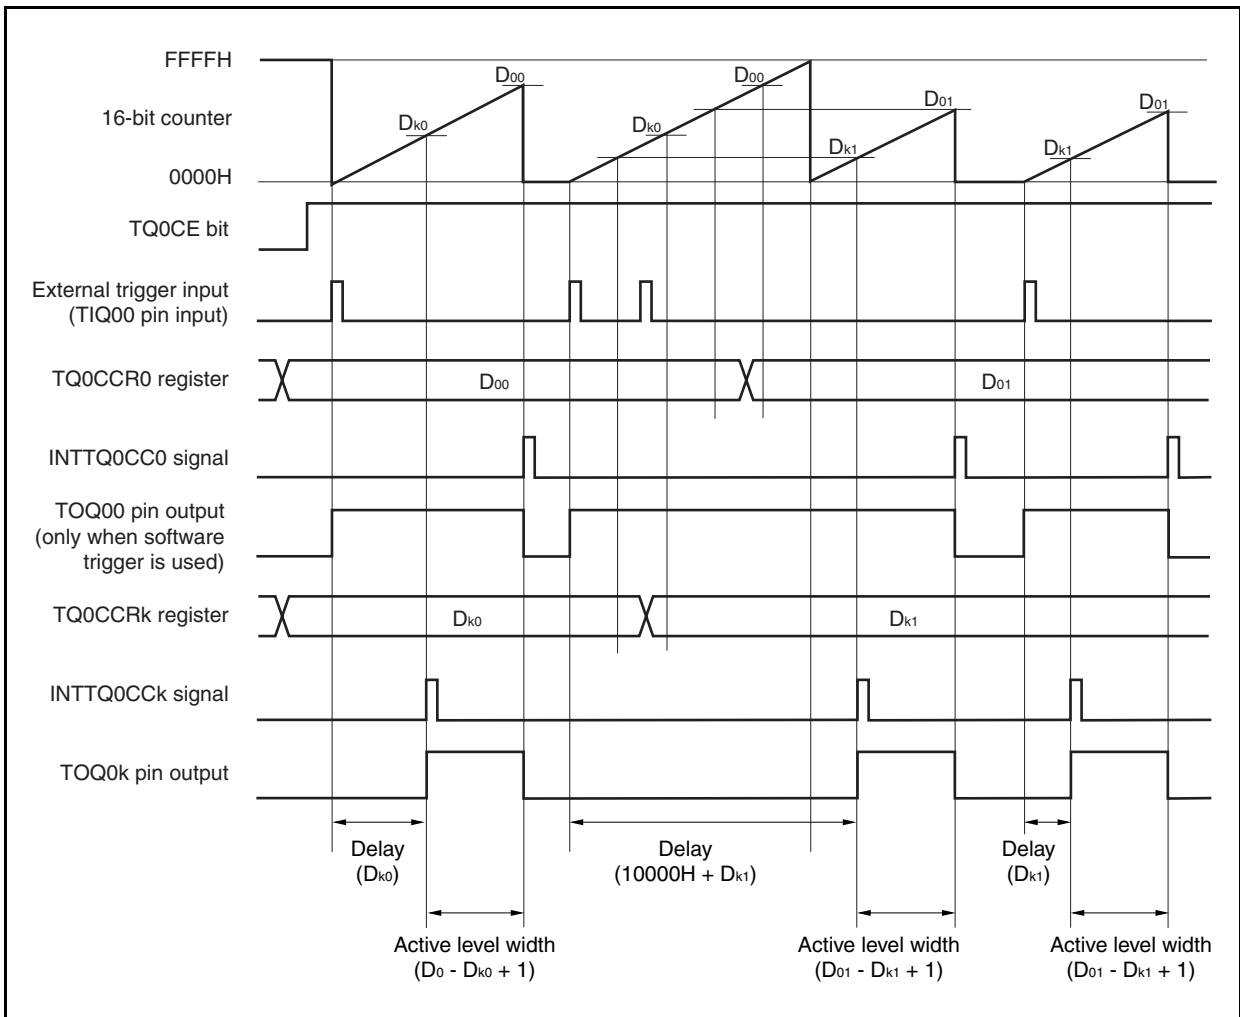 FFFFH
D00
D00
16-bit counter
Dk0
Dk0
D01
D01
Dk1
Dk1
0000H
TQ0CE bit
External trigger input
(TIQ00 pin input)
TQ0CCR0 register
D00
D01
INTTQ0CC0 signal
TOQ00 pin output
(only when software
trigger is used)
TQ0CCRk register
Dk0
Dk1
INTTQ0CCk signal
TOQ0k pin output
Delay
(Dk0)
Delay
(10000H + Dk1)
Delay
(Dk1)
Active level width
(D0 - Dk0 + 1)
Active level width
(D01 - Dk1 + 1)
Active level width
(D01 - Dk1 + 1)